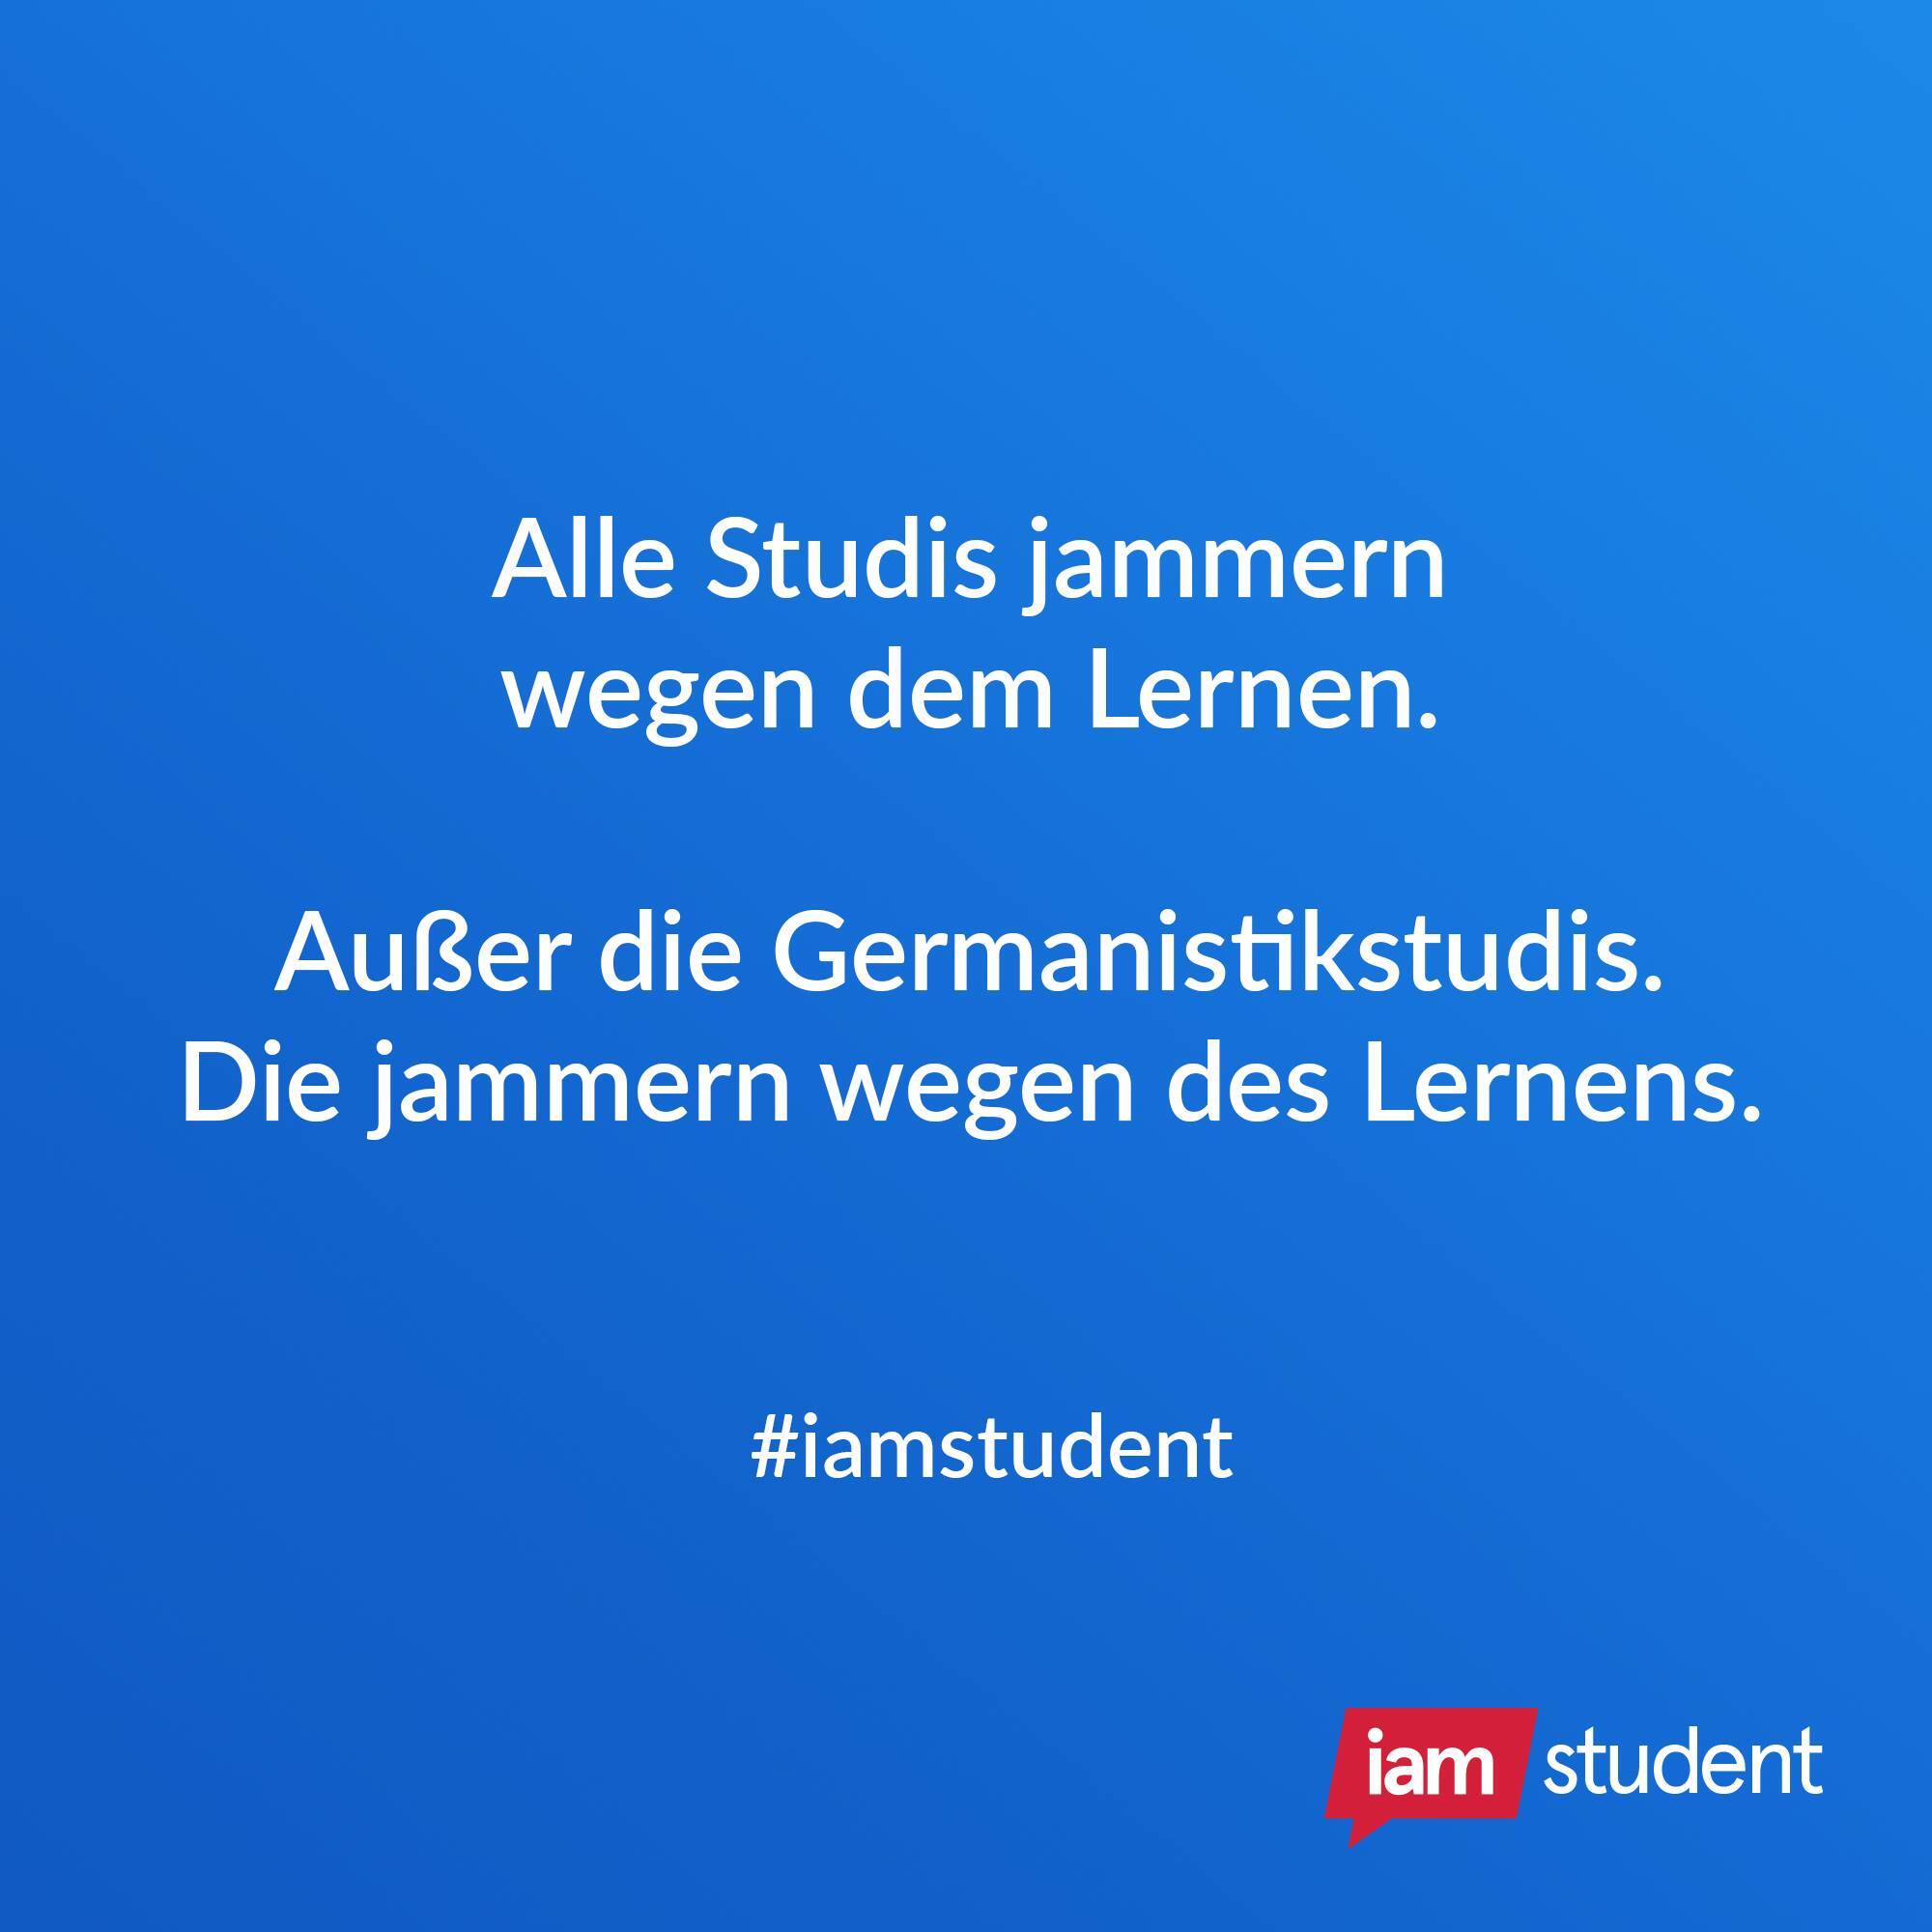 Alle Studis jammern
wegen dem Lernen.
Außer die Germanistikstudis.
Die jammern wegen des Lernens.
#iamstudent
iam student